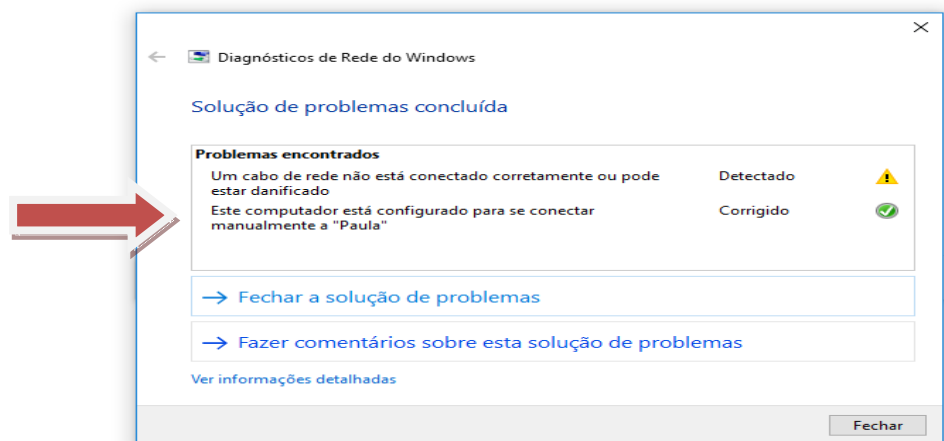 Diagnósticos de Rede do Windows
Solução de problemas concluída
Problemas encontrados
Um cabo de rede não está conectado corretamente ou pode Detectado
estar danificado
Este computador está configurado para se conectar Corrigido
manualmente a "Paula"
Fechar a solução de problemas
Fazer comentários sobre esta solução de problemas
Ver informações detalhadas
Fechar